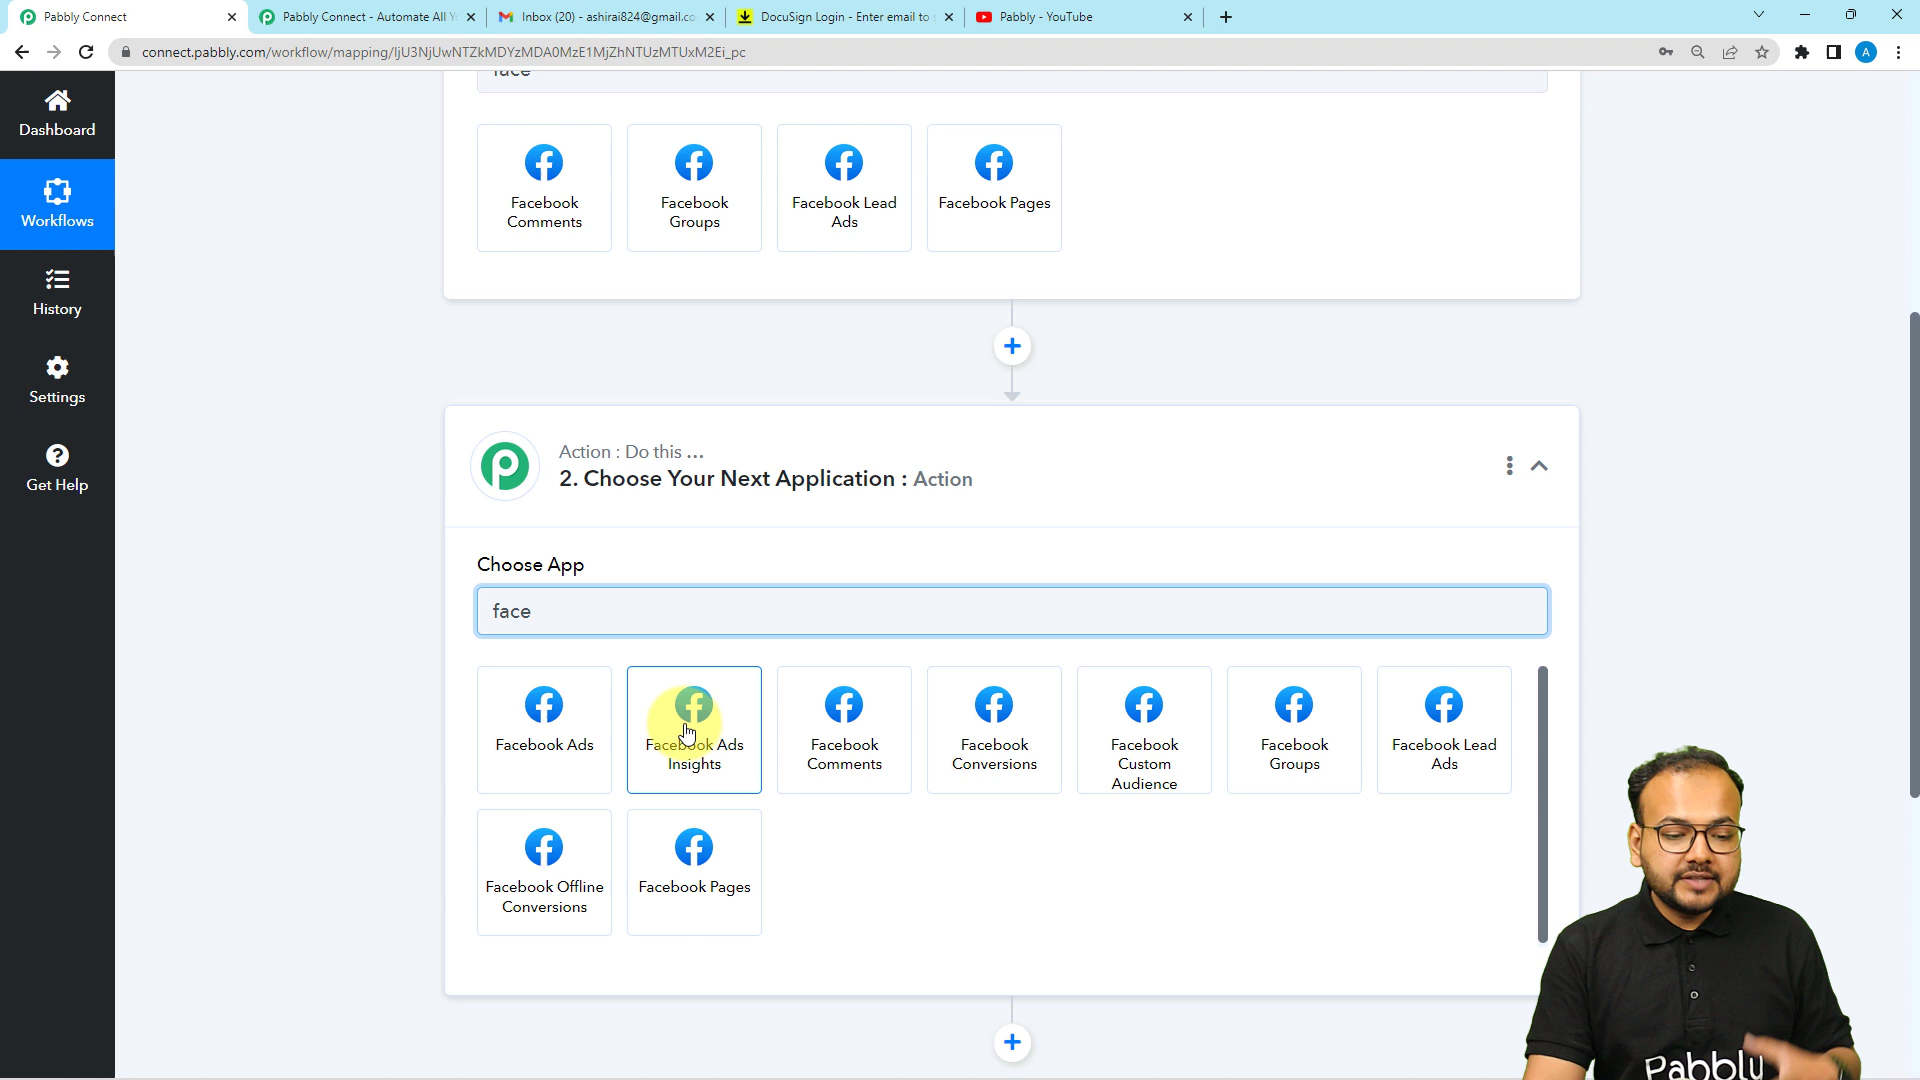 Pabbly Connect
Pabbly Connect - Automate All Y
Inbox (20) - ashirai824@gmail.co
DocuSign Login - Enter email to s
Pabbly - YouTube
connect.pabbly.com/workflow/mapping/IjU3NjUwNTZkMDYzMDA0MzE1MjZhNTUzMTUxM2Ei_pc
A
Dashboard
Workflows
History
Settings
Get Help
face
Facebook
Comments
Facebook
Groups
Facebook Lead
Ads
Facebook Pages
Action : Do this ...
2. Choose Your Next Application : Action
Choose App
face
Facebook Ads
Facebook Ads
Insights
Facebook
Comments
Facebook
Conversions
Facebook
Custom
Audience
Facebook
Groups
Facebook Lead
Ads
Facebook Offline
Conversions
Facebook Pages
Pabbly